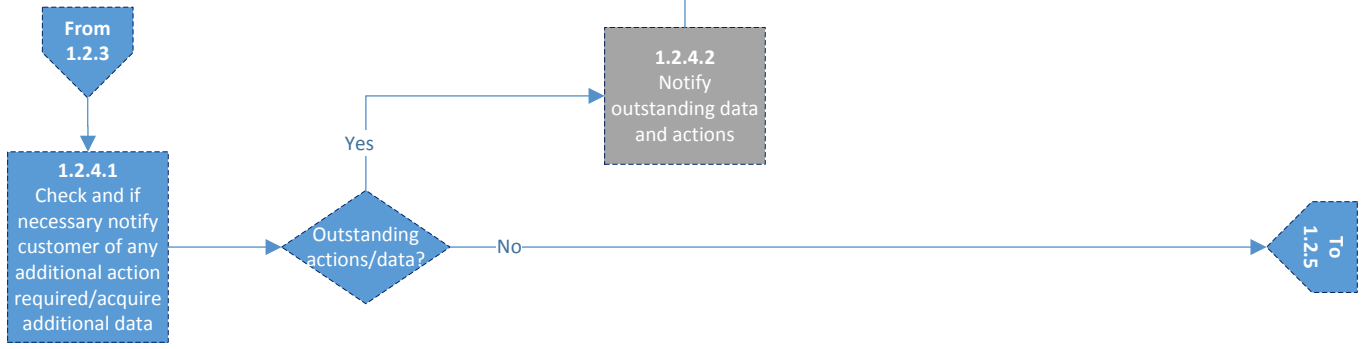 From
1.2.3
1.2.4.2
Notify
outstanding data
and actions
Yes
1.2.4.1
Check and if
necessary notify
customer of any
additional action
required/acquire
additional data
Outstanding
actions/data?
No
To
1.2.5